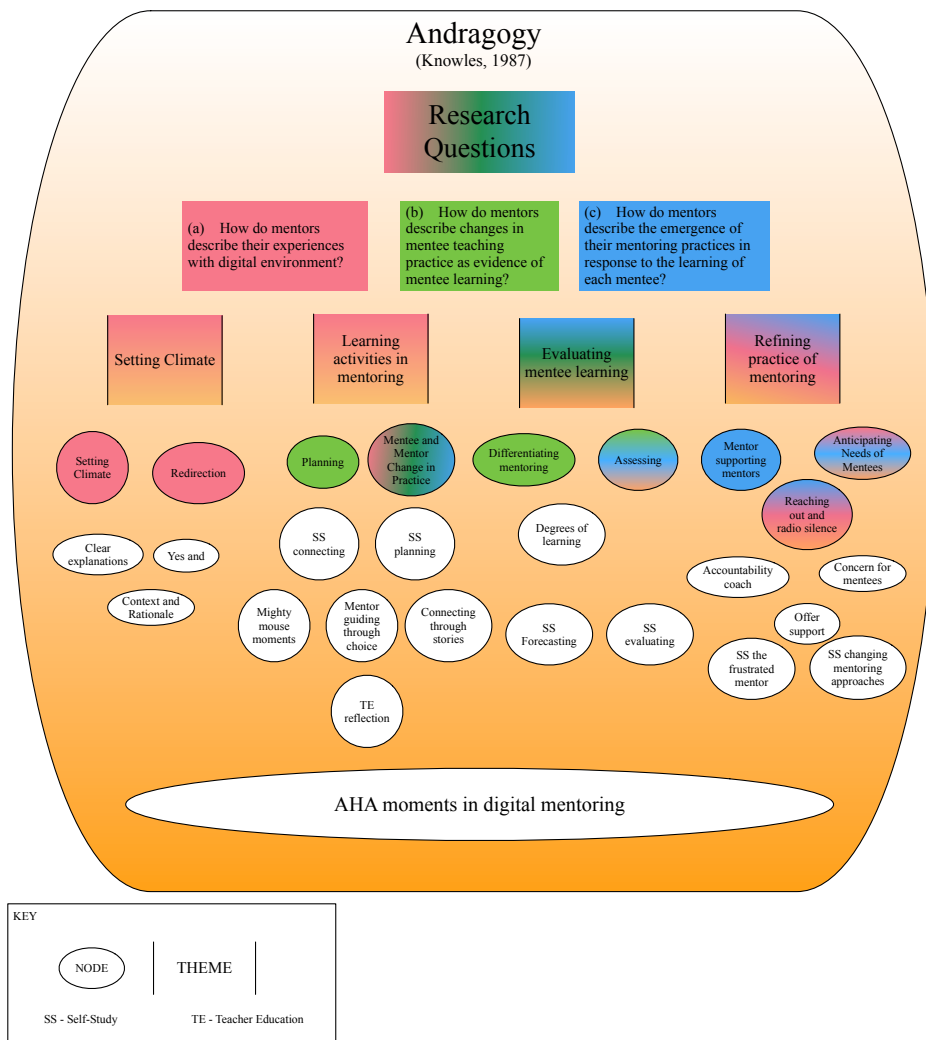 Andragogy
(Knowles, 1987)
Research
Questions
(a) How do mentors
describe their experiences
with digital environment?
(b) How do mentors
describe changes in
mentee teaching
practice as evidence of
mentee learning?
(c) How do mentors
describe the emergence of
their mentoring practices in
response to the learning of
each mentee?
Setting Climate
Learning
activities in
mentoring
Evaluating
mentee learning
Refining
practice of
mentoring
Setting
Climate
Redirection
Planning
Mentee and
Mentor
Change in
Practice
Differentiating
mentoring
Assessing
Mentor
supporting
mentors
Anticipating
Needs of
Mentees
Reaching
out and
radio silence
Clear
explanations
Yes and
Context and
Rationale
SS
connecting
SS
planning
Mighty
mouse
moments
Mentor
guiding
through
choice
Connecting
through
stories
TE
reflection
Degrees of
learning
SS
Forecasting
SS
evaluating
Accountability
coach
Concern for
mentees
Offer
support
SS the
frustrated
mentor
SS changing
mentoring
approaches
AHA moments in digital mentoring
KEY
NODE
THEME
SS - Self-Study
TE - Teacher Education